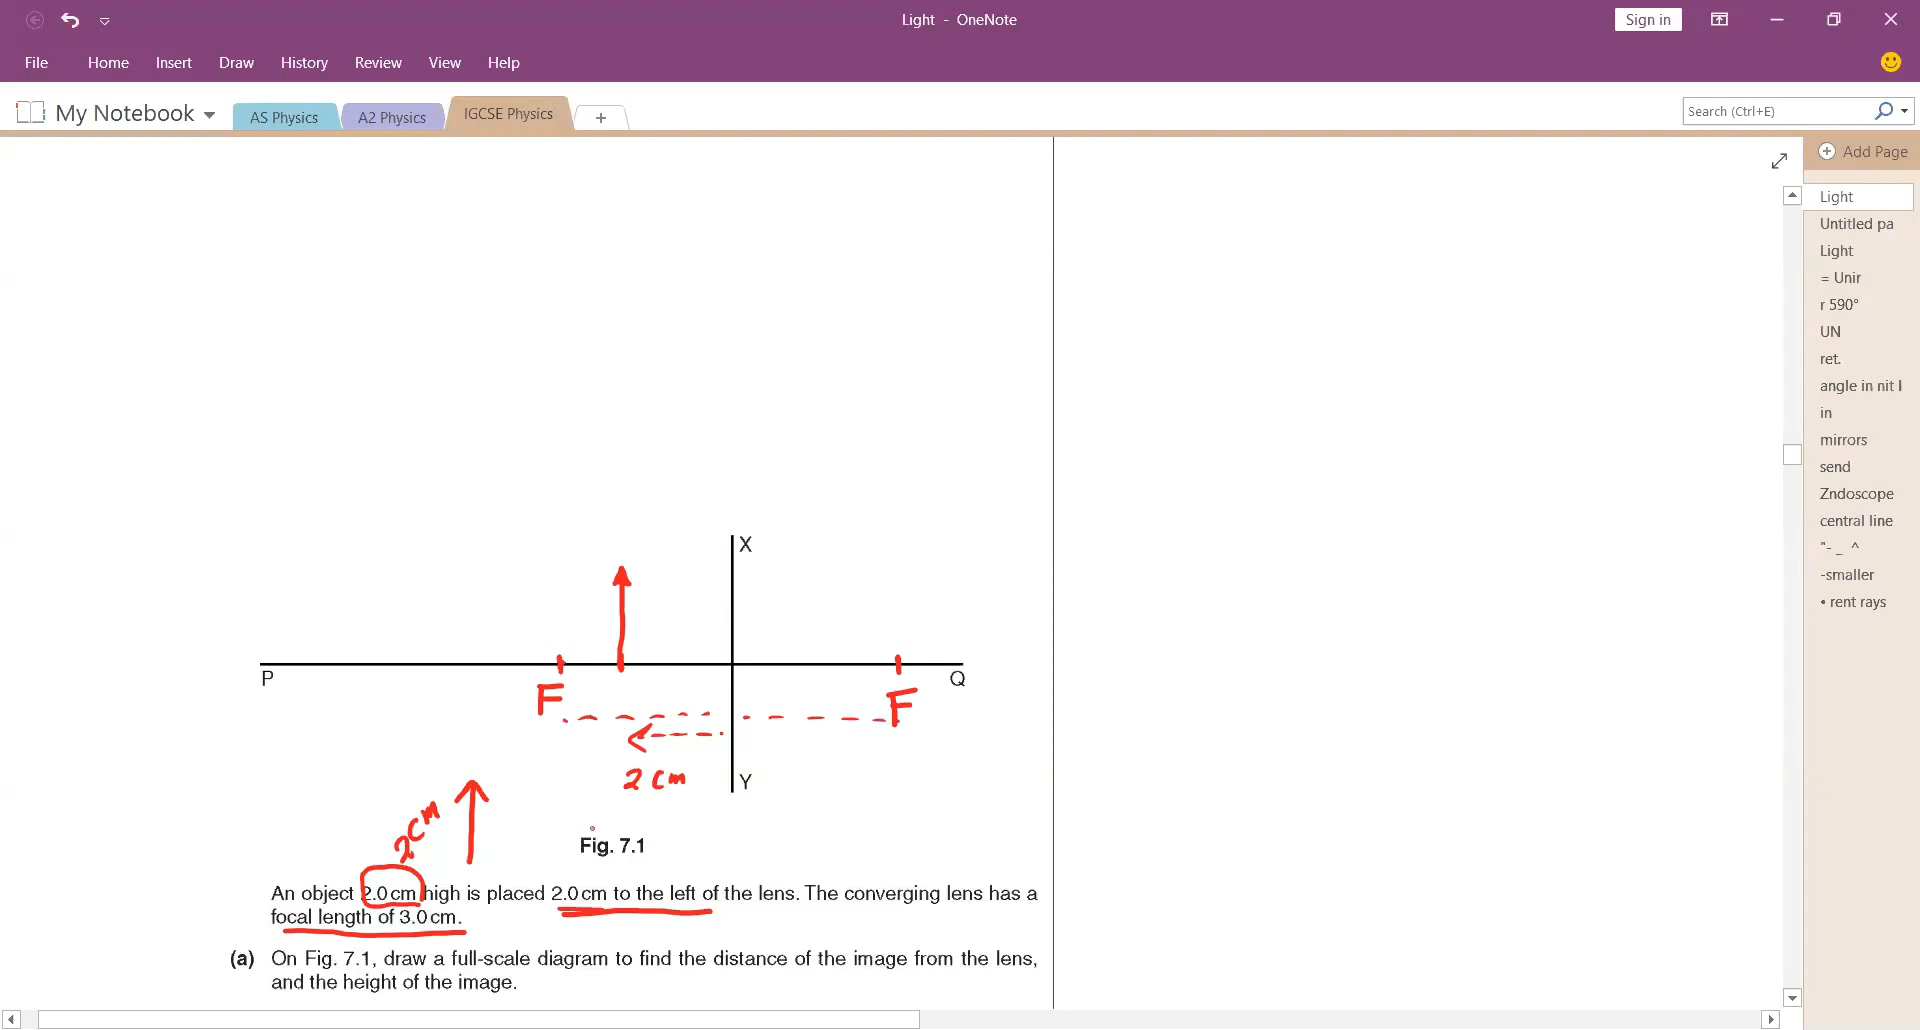 Light - OneNote
Sign in
File Home Insert Draw History Review View Help
My Notebook
AS Physics A2 Physics IGCSE Physics +
Search (Ctrl+E)
Add Page
Light
Untitled pa
Light
= Unir
r 590°
UN
ret.
angle in nit I
in
mirrors
send
Zndoscope
central line
"- _ ^
-smaller
• rent rays
X
P
Q
F
F
2 cm
Y
2cm
Fig. 7.1
An object 2.0 cm high is placed 2.0 cm to the left of the lens. The converging lens has a
focal length of 3.0 cm.
(a) On Fig. 7.1, draw a full-scale diagram to find the distance of the image from the lens,
and the height of the image.